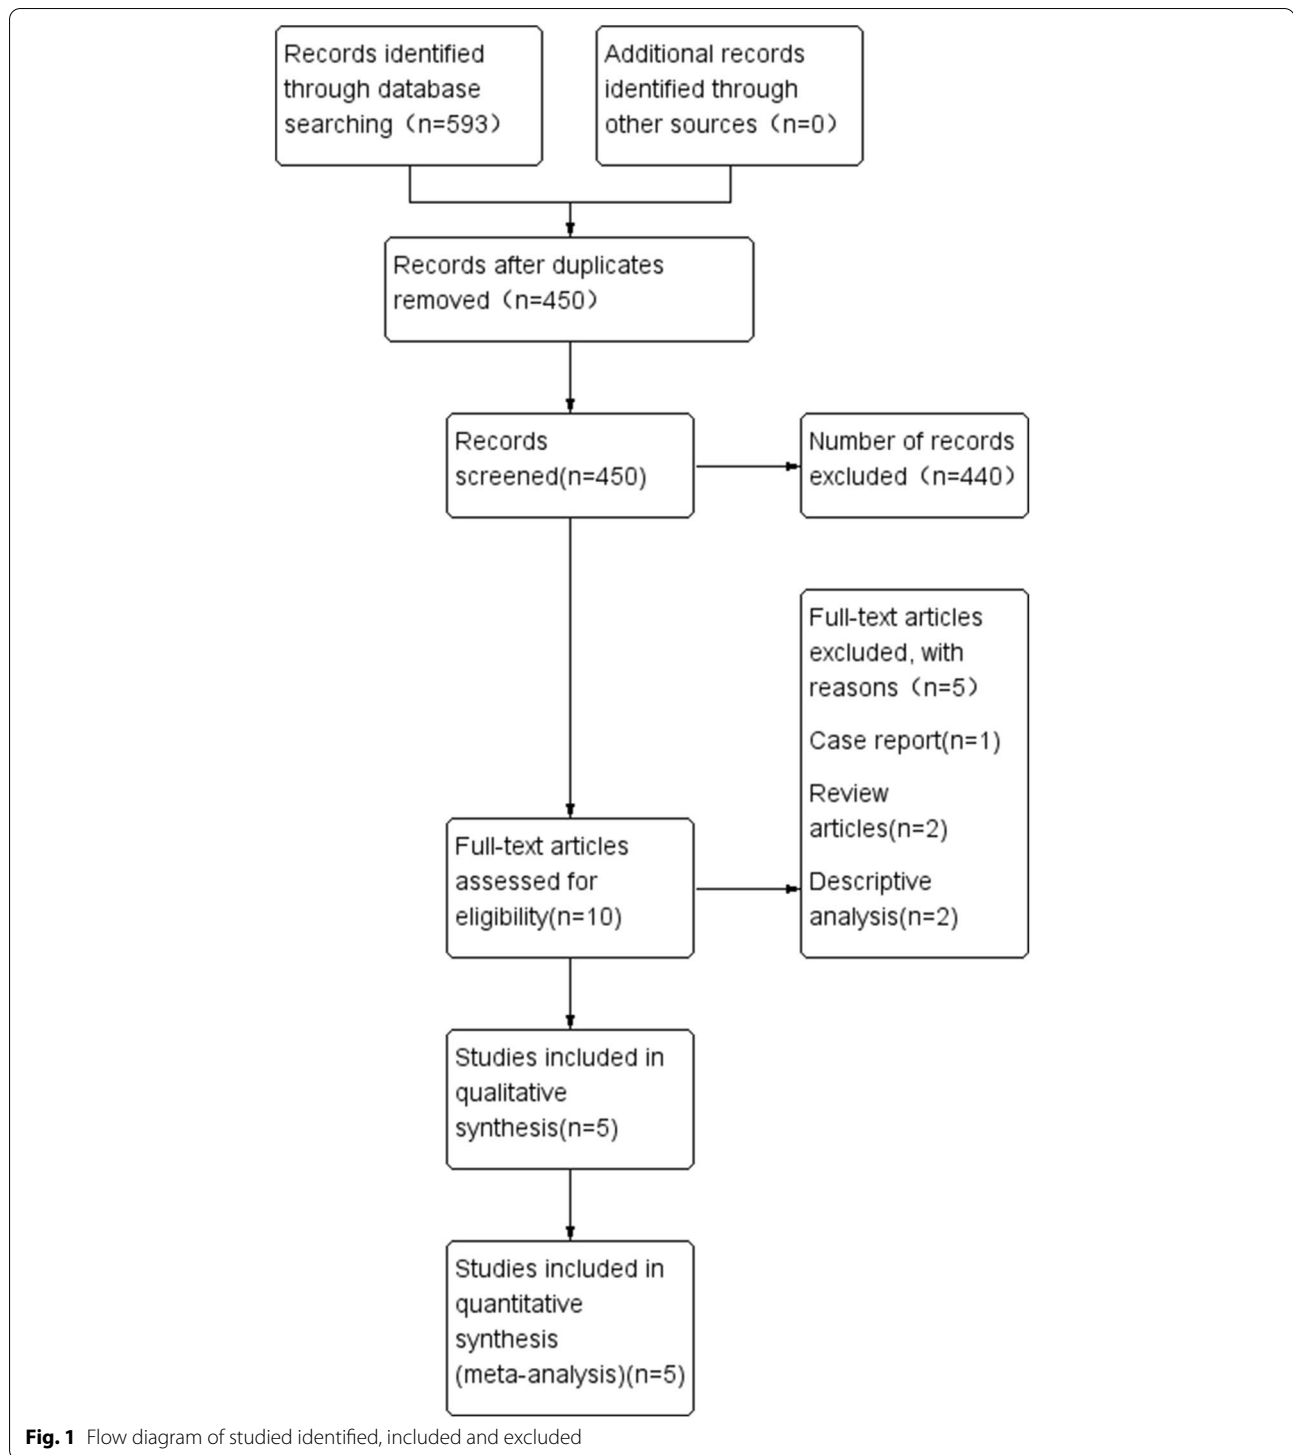 Records identified
through database
searching（n=593）
Additional records
identified through
other sources（n=0）
Records after duplicates
removed（n=450）
Records
screened(n=450)
Number of records
excluded（n=440）
Full-text articles
excluded, with
reasons（n=5）
Case report(n=1)
Review
articles(n=2)
Descriptive
analysis(n=2)
Full-text articles
assessed for
eligibility(n=10)
Studies included in
qualitative
synthesis(n=5)
Studies included in
quantitative
synthesis
(meta-analysis)(n=5)
Fig. 1 Flow diagram of studied identified, included and excluded